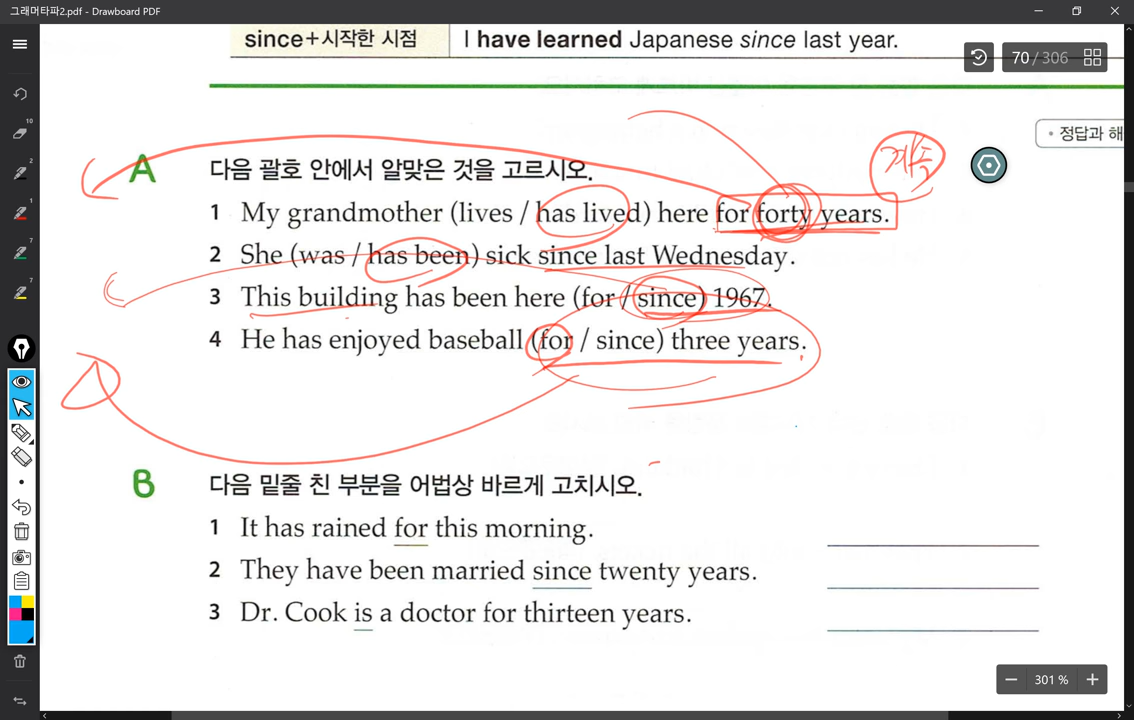 그래머타파2.pdf - Drawboard PDF
since+시작한 시점 I have learned Japanese since last year.
70 / 306
• 정답과 해
A 다음 괄호 안에서 알맞은 것을 고르시오.
계속
1 My grandmother (lives / has lived) here for forty years.
2 She (was / has been) sick since last Wednesday.
3 This building has been here (for / since) 1967.
4 He has enjoyed baseball (for / since) three years.
B 다음 밑줄 친 부분을 어법상 바르게 고치시오.
1 It has rained for this morning.
2 They have been married since twenty years.
3 Dr. Cook is a doctor for thirteen years.
301 %
10
2
1
7
7